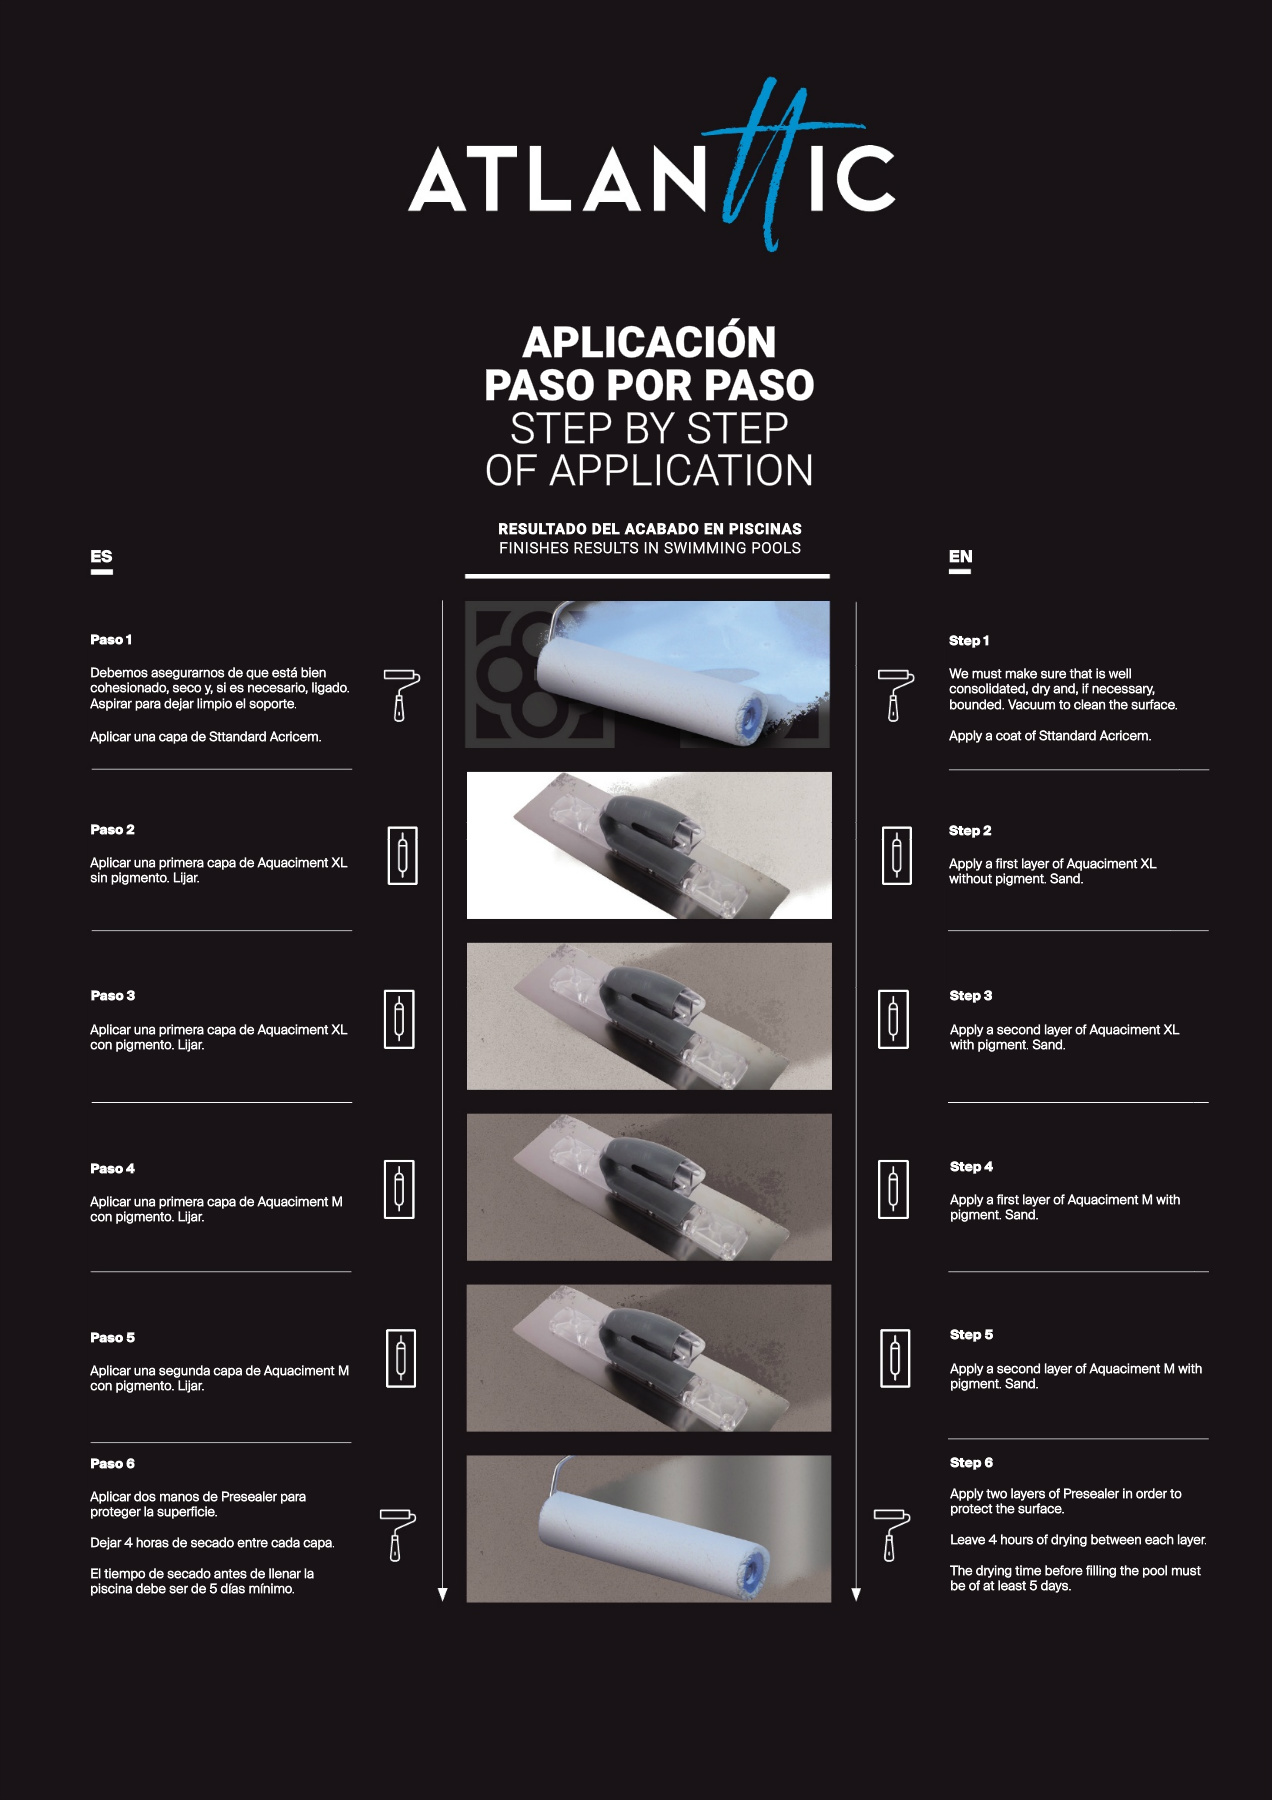 ATLANTTIC
APLICACIÓN
PASO POR PASO
STEP BY STEP
OF APPLICATION
RESULTADO DEL ACABADO EN PISCINAS
FINISHES RESULTS IN SWIMMING POOLS
ES
Paso 1
Debemos asegurarnos de que está bien
cohesionado, seco y, si es necesario, ligado.
Aspirar para dejar limpio el soporte.
Aplicar una capa de Sttandard Acricem.
Paso 2
Aplicar una primera capa de Aquaciment XL
sin pigmento. Lijar.
Paso 3
Aplicar una primera capa de Aquaciment XL
con pigmento. Lijar.
Paso 4
Aplicar una primera capa de Aquaciment M
con pigmento. Lijar.
Paso 5
Aplicar una segunda capa de Aquaciment M
con pigmento. Lijar.
Paso 6
Aplicar dos manos de Presealer para
proteger la superficie.
Dejar 4 horas de secado entre cada capa.
El tiempo de secado antes de llenar la
piscina debe ser de 5 días mínimo.
EN
Step 1
We must make sure that is well
consolidated, dry and, if necessary,
bounded. Vacuum to clean the surface.
Apply a coat of Sttandard Acricem.
Step 2
Apply a first layer of Aquaciment XL
without pigment. Sand.
Step 3
Apply a second layer of Aquaciment XL
with pigment. Sand.
Step 4
Apply a first layer of Aquaciment M with
pigment. Sand.
Step 5
Apply a second layer of Aquaciment M with
pigment. Sand.
Step 6
Apply two layers of Presealer in order to
protect the surface.
Leave 4 hours of drying between each layer.
The drying time before filling the pool must
be of at least 5 days.